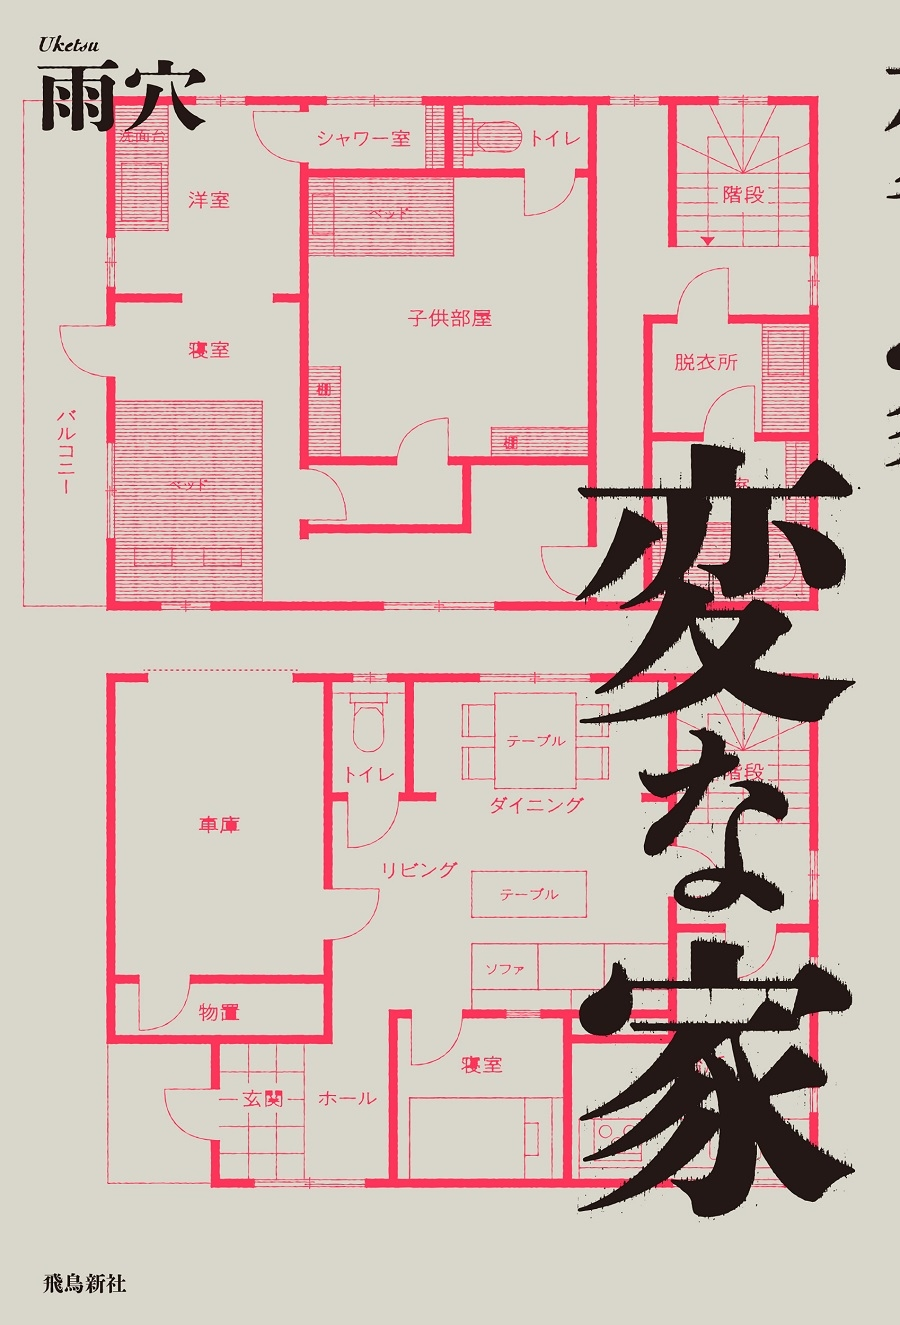 Uketsu
雨穴
洗面台
シャワー室
トイレ
洋室
ベッド
階段
子供部屋
寝室
脱衣所
棚
バルコニー
棚
ベッド
室
変な家
テーブル
階段
トイレ
ダイニング
車庫
リビング
テーブル
ソファ
物置
寝室
玄関
ホール
飛鳥新社